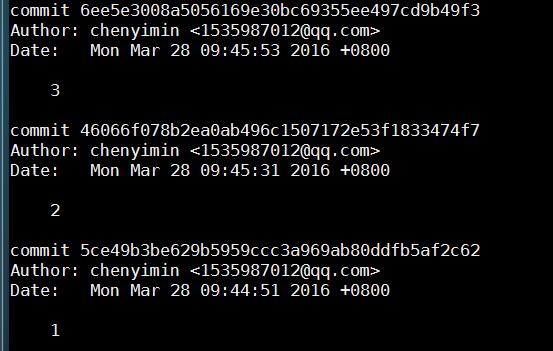 commit 6ee5e3008a5056169e30bc69355ee497cd9b49f3
Author: chenyimin <1535987012@qq.com>
Date:   Mon Mar 28 09:45:53 2016 +0800
3
commit 46066f078b2ea0ab496c1507172e53f1833474f7
Author: chenyimin <1535987012@qq.com>
Date:   Mon Mar 28 09:45:31 2016 +0800
2
commit 5ce49b3be629b5959ccc3a969ab80ddfb5af2c62
Author: chenyimin <1535987012@qq.com>
Date:   Mon Mar 28 09:44:51 2016 +0800
1